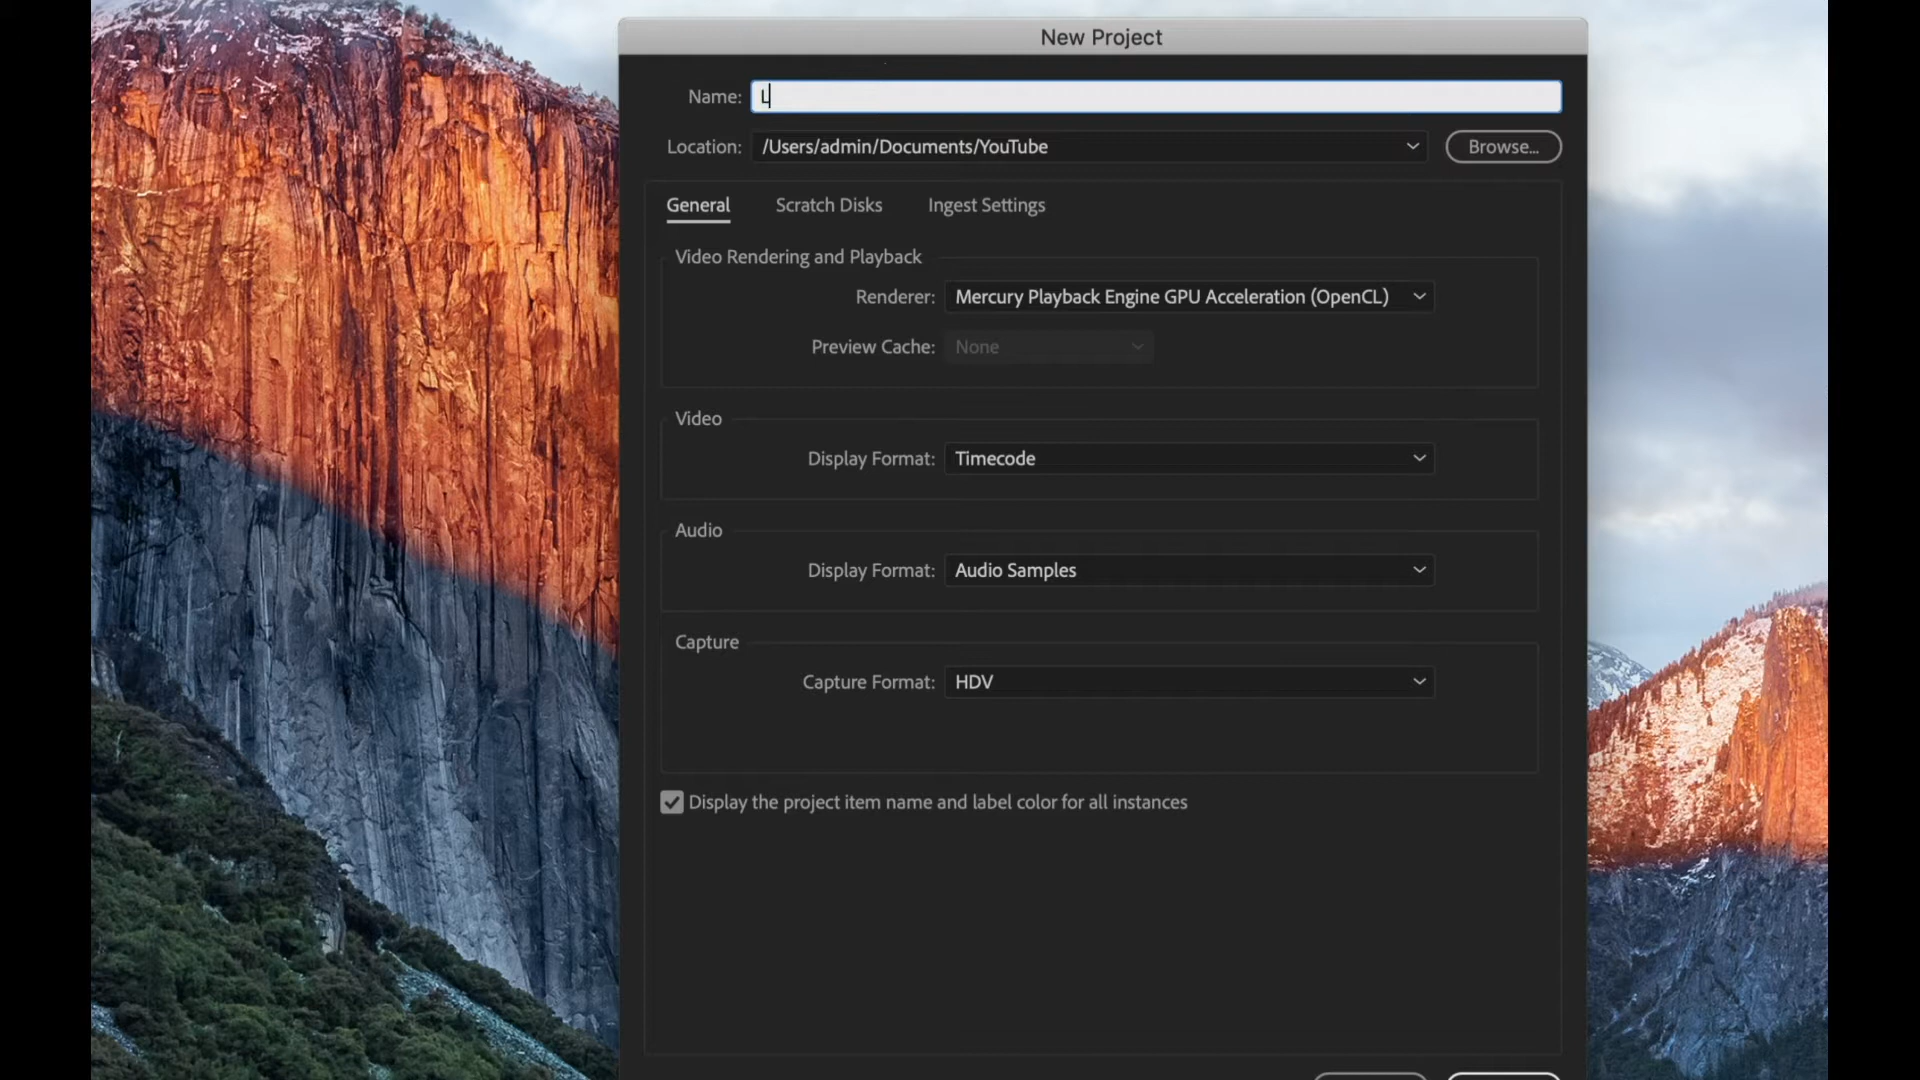 New Project
Name: L
Location: /Users/admin/Documents/YouTube Browse...
General Scratch Disks Ingest Settings
Video Rendering and Playback
Renderer: Mercury Playback Engine GPU Acceleration (OpenCL)
Preview Cache: None
Video
Display Format: Timecode
Audio
Display Format: Audio Samples
Capture
Capture Format: HDV
Display the project item name and label color for all instances